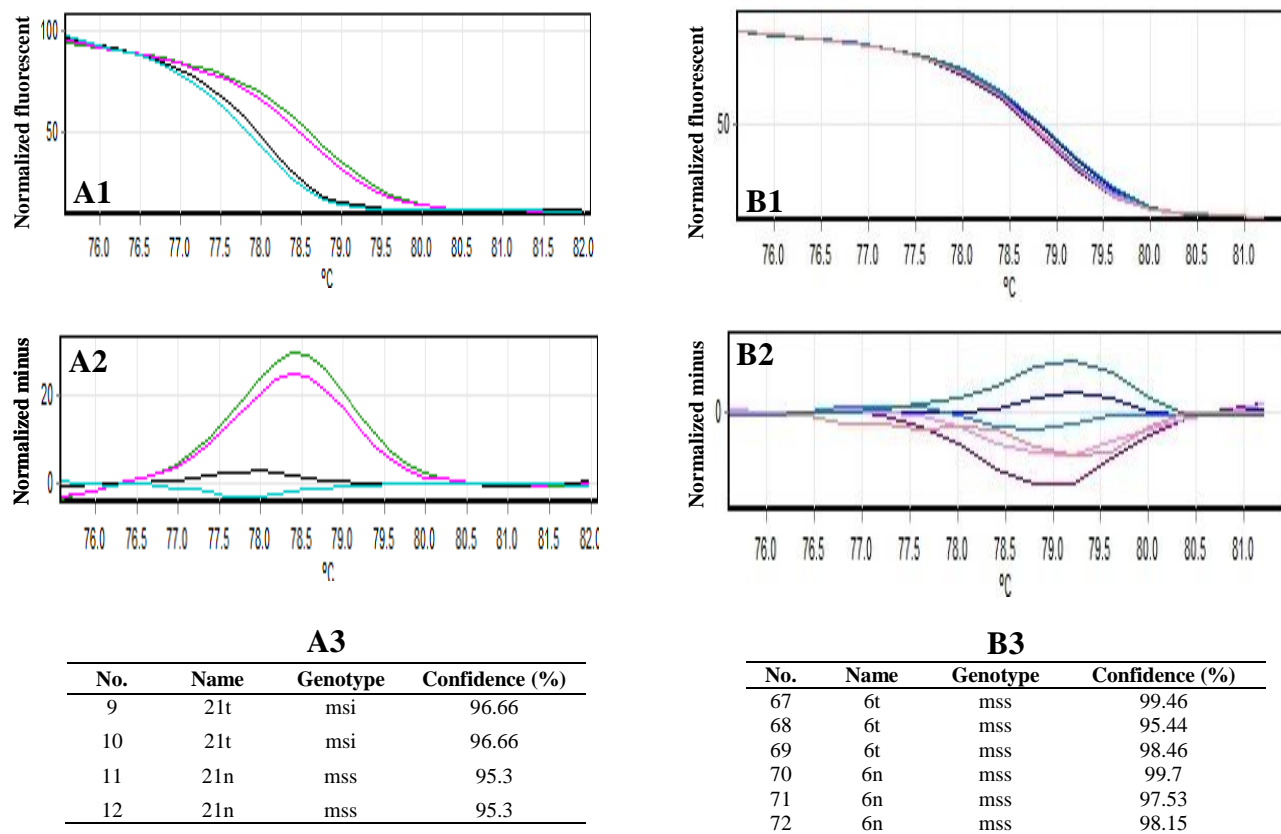 A1
Normalized fluorescent
100
50
76.0 76.5 77.0 77.5 78.0 78.5 79.0 79.5 80.0 80.5 81.0 81.5 82.0
ºC
B1
Normalized fluorescent
50
76.0 76.5 77.0 77.5 78.0 78.5 79.0 79.5 80.0 80.5 81.0
ºC
A2
Normalized minus
20
0
76.0 76.5 77.0 77.5 78.0 78.5 79.0 79.5 80.0 80.5 81.0 81.5 82.0
ºC
B2
Normalized minus
0
76.0 76.5 77.0 77.5 78.0 78.5 79.0 79.5 80.0 80.5 81.0
ºC
A3
No. Name Genotype Confidence (%)
9 21t msi 96.66
10 21t msi 96.66
11 21n mss 95.3
12 21n mss 95.3
B3
No. Name Genotype Confidence (%)
67 6t mss 99.46
68 6t mss 95.44
69 6t mss 98.46
70 6n mss 99.7
71 6n mss 97.53
72 6n mss 98.15